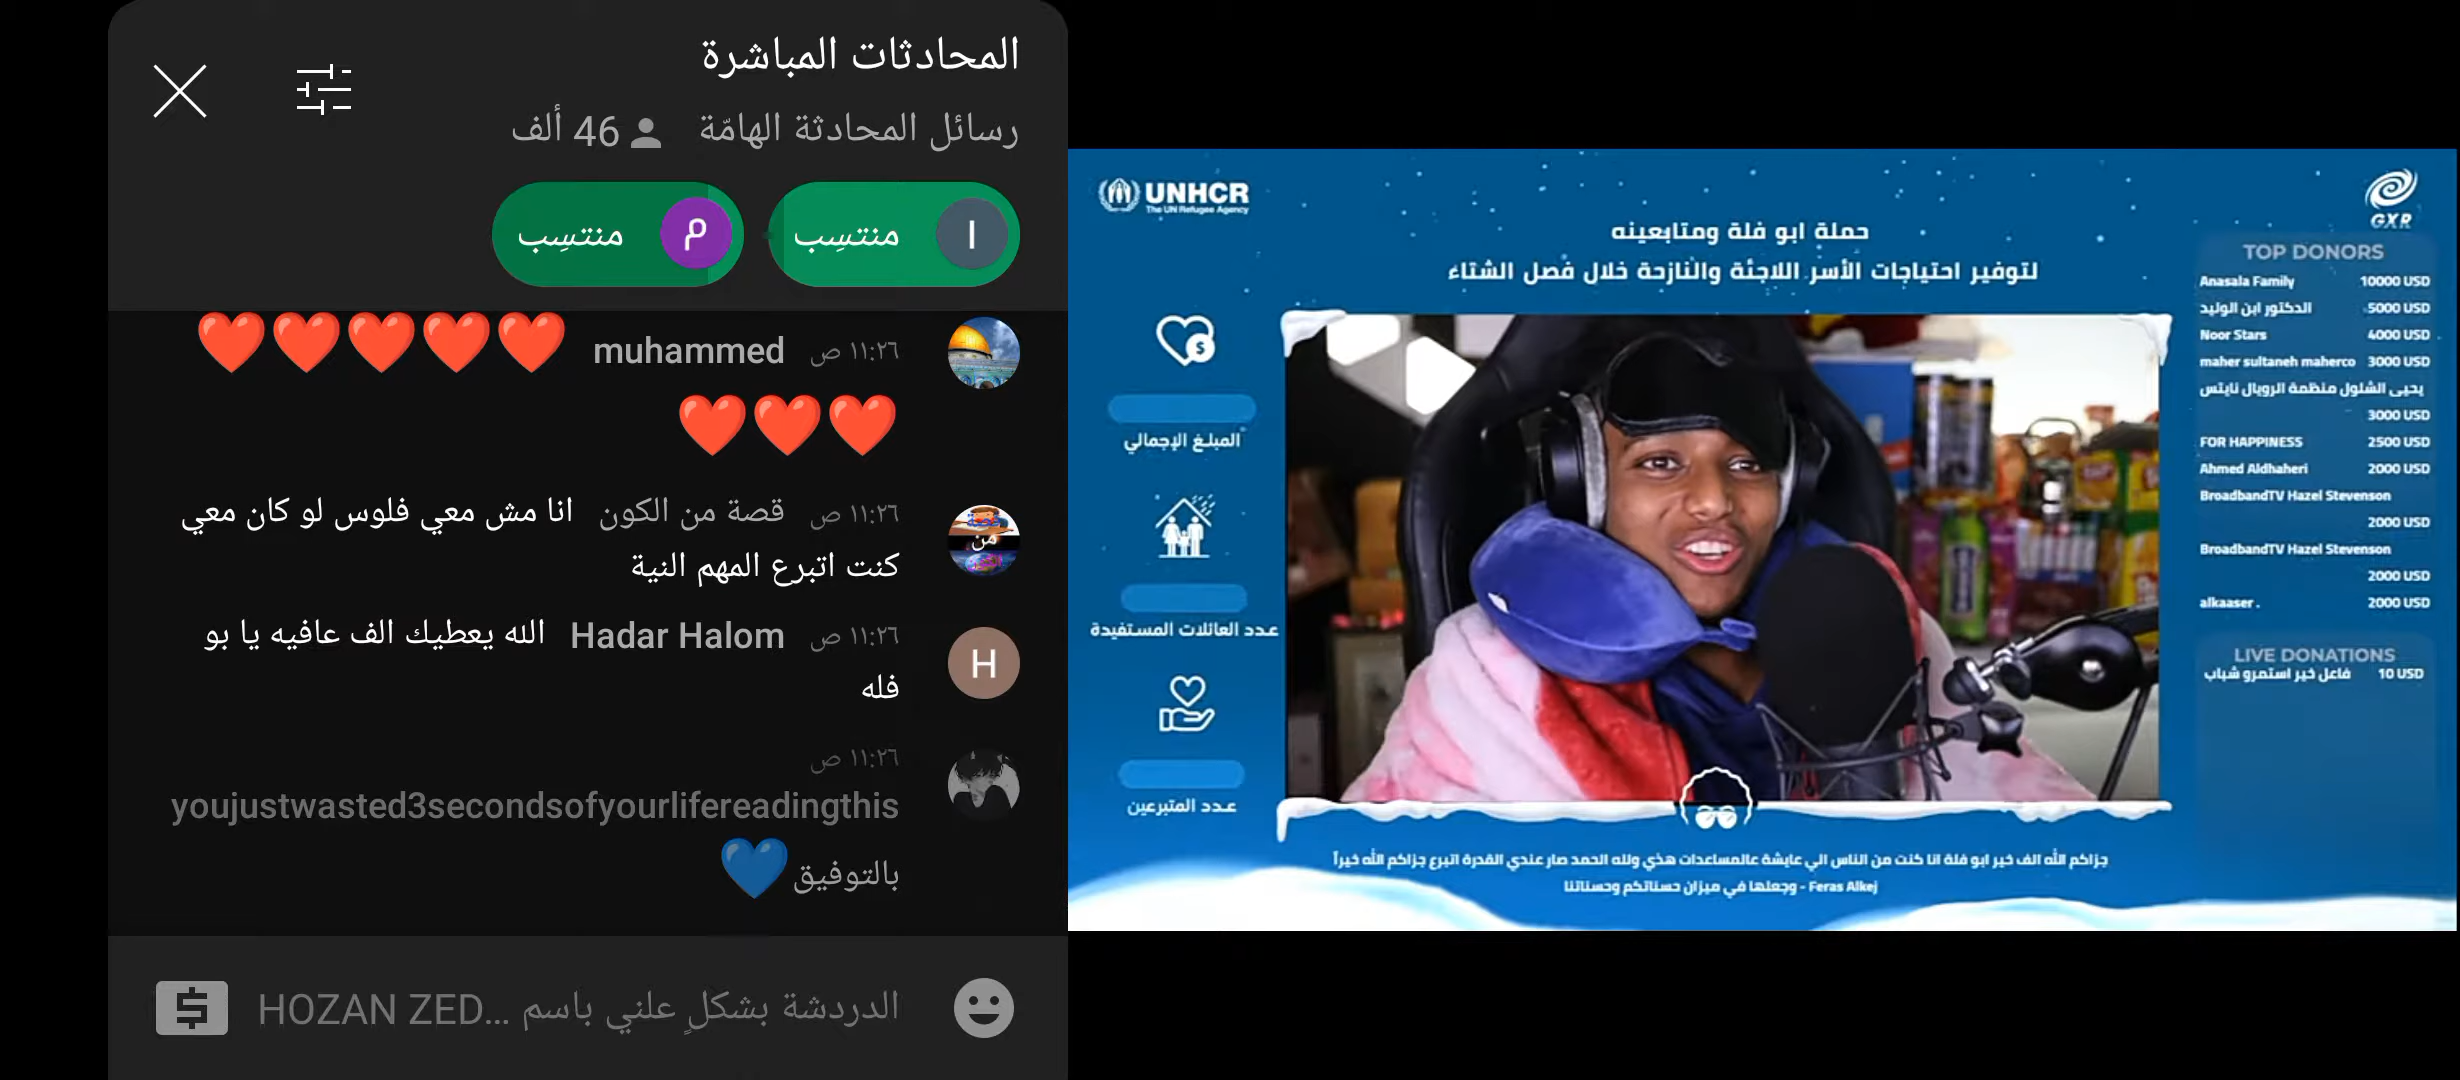 المحادثات المباشرة
رسائل المحادثة الهامّة 46 ألف
ا منتسِب م منتسِب
١١:٢٦ ص muhammed ❤️❤️❤️❤️❤️
❤️❤️❤️
١١:٢٦ ص قصة من الكون انا مش معي فلوس لو كان معي
كنت اتبرع المهم النية
H ١١:٢٦ ص Hadar Halom الله يعطيك الف عافيه يا بو
فله
١١:٢٦ ص
youjustwasted3secondsofyourlifereadingthis
بالتوفيق💙
الدردشة بشكلٍ علني باسم HOZAN ZED...
UNHCR
The UN Refugee Agency
GXR
حملة ابو فلة ومتابعينه
لتوفير احتياجات الأسر اللاجئة والنازحة خلال فصل الشتاء
المبلغ الإجمالي
عدد العائلات المستفيدة
عدد المتبرعين
TOP DONORS
Anasala Family 10000 USD
الدكتور ابن الوليد 5000 USD
Noor Stars 4000 USD
maher sultaneh maherco 3000 USD
يحيى الشلول منظمة الرويال نايتس
3000 USD
FOR HAPPINESS 2500 USD
Ahmed Aldhaheri 2000 USD
BroadbandTV Hazel Stevenson
2000 USD
BroadbandTV Hazel Stevenson
2000 USD
alkaaser . 2000 USD
LIVE DONATIONS
فاعل خير استمرو شباب 10 USD
جزاكم الله الف خير ابو فلة انا كنت من الناس الي عايشة عالمساعدات هذي ولله الحمد صار عندي القدرة اتبرع جزاكم الله خيراً
وجعلها في ميزان حسناتكم وحسناتنا - Feras Alkej